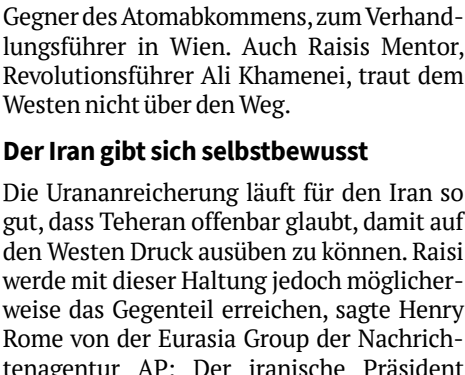 Gegner des Atomabkommens, zum Verhand-
lungsführer in Wien. Auch Raisis Mentor,
Revolutionsführer Ali Khamenei, traut dem
Westen nicht über den Weg.
Der Iran gibt sich selbstbewusst
Die Urananreicherung läuft für den Iran so
gut, dass Teheran offenbar glaubt, damit auf
den Westen Druck ausüben zu können. Raisi
werde mit dieser Haltung jedoch möglicher-
weise das Gegenteil erreichen, sagte Henry
Rome von der Eurasia Group der Nachrich-
tenagentur AP: Der iranische Präsident